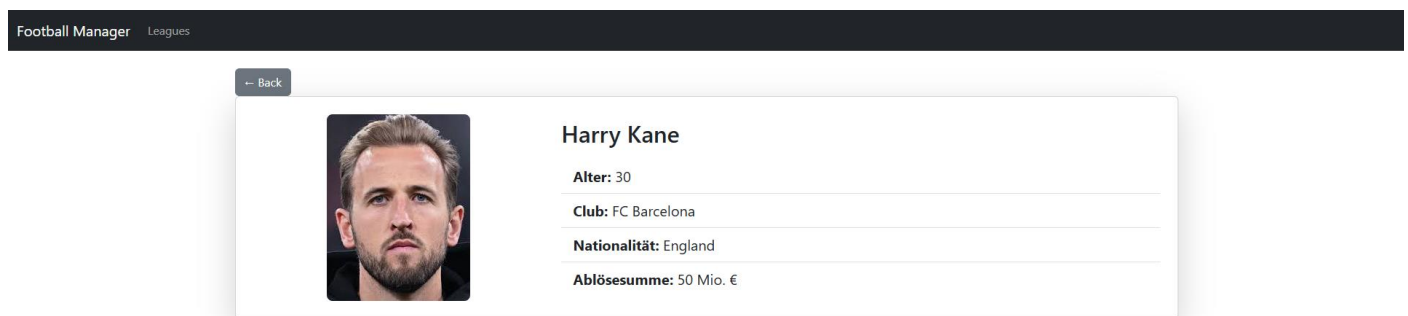 Football Manager Leagues
← Back
Harry Kane
Alter: 30
Club: FC Barcelona
Nationalität: England
Ablösesumme: 50 Mio. €